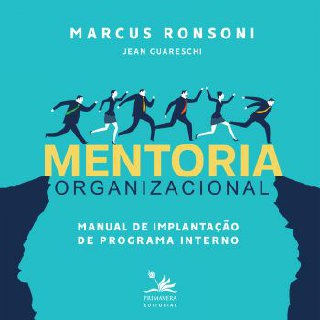 MARCUS RONSONI
JEAN GUARESCHI
MENTORIA
ORGANIZACIONAL
MANUAL DE IMPLANTAÇÃO
DE PROGRAMA INTERNO
PRIMAVERA
EDITORIAL